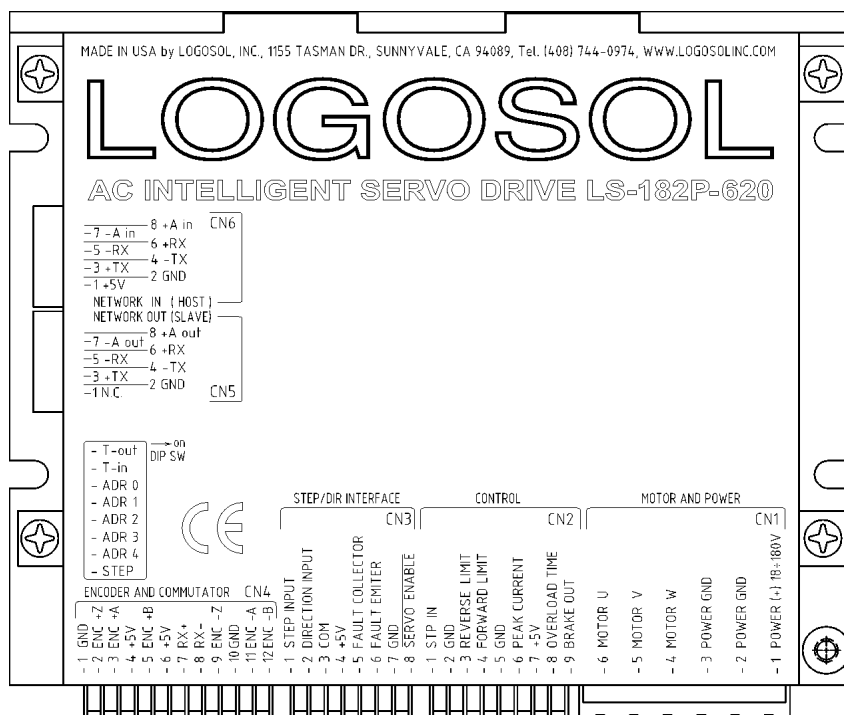 MADE IN USA by LOGOSOL, INC., 1155 TASMAN DR., SUNNYVALE, CA 94089, Tel. (408) 744-0974, WWW.LOGOSOLINC.COM
LOGOSOL
AC INTELLIGENT SERVO DRIVE LS-182P-620
CN6
8 +A in
-7 -A in
6 +RX
-5 -RX
4 -TX
-3 +TX
2 GND
-1 +5V
NETWORK IN (HOST)
NETWORK OUT (SLAVE)
8 +A out
-7 -A out
6 +RX
-5 -RX
4 -TX
-3 +TX
2 GND
-1 N.C.
CN5
- T-out
- T-in
- ADR 0
- ADR 1
- ADR 2
- ADR 3
- ADR 4
- STEP
→ on
DIP SW
CE
ENCODER AND COMMUTATOR CN4
- 1 GND
- 2 ENC +Z
- 3 ENC +A
- 4 +5V
- 5 ENC +B
- 6 +5V
- 7 RX+
- 8 RX-
- 9 ENC -Z
- 10 GND
- 11 ENC -A
- 12 ENC -B
STEP/DIR INTERFACE
CN3
- 1 STEP INPUT
- 2 DIRECTION INPUT
- 3 COM
- 4 +5V
- 5 FAULT COLLECTOR
- 6 FAULT EMITER
- 7 GND
- 8 SERVO ENABLE
CONTROL
CN2
- 1 STP IN
- 2 GND
- 3 REVERSE LIMIT
- 4 FORWARD LIMIT
- 5 GND
- 6 PEAK CURRENT
- 7 +5V
- 8 OVERLOAD TIME
- 9 BRAKE OUT
MOTOR AND POWER
CN1
- 6 MOTOR U
- 5 MOTOR V
- 4 MOTOR W
- 3 POWER GND
- 2 POWER GND
- 1 POWER (+) 18÷180V